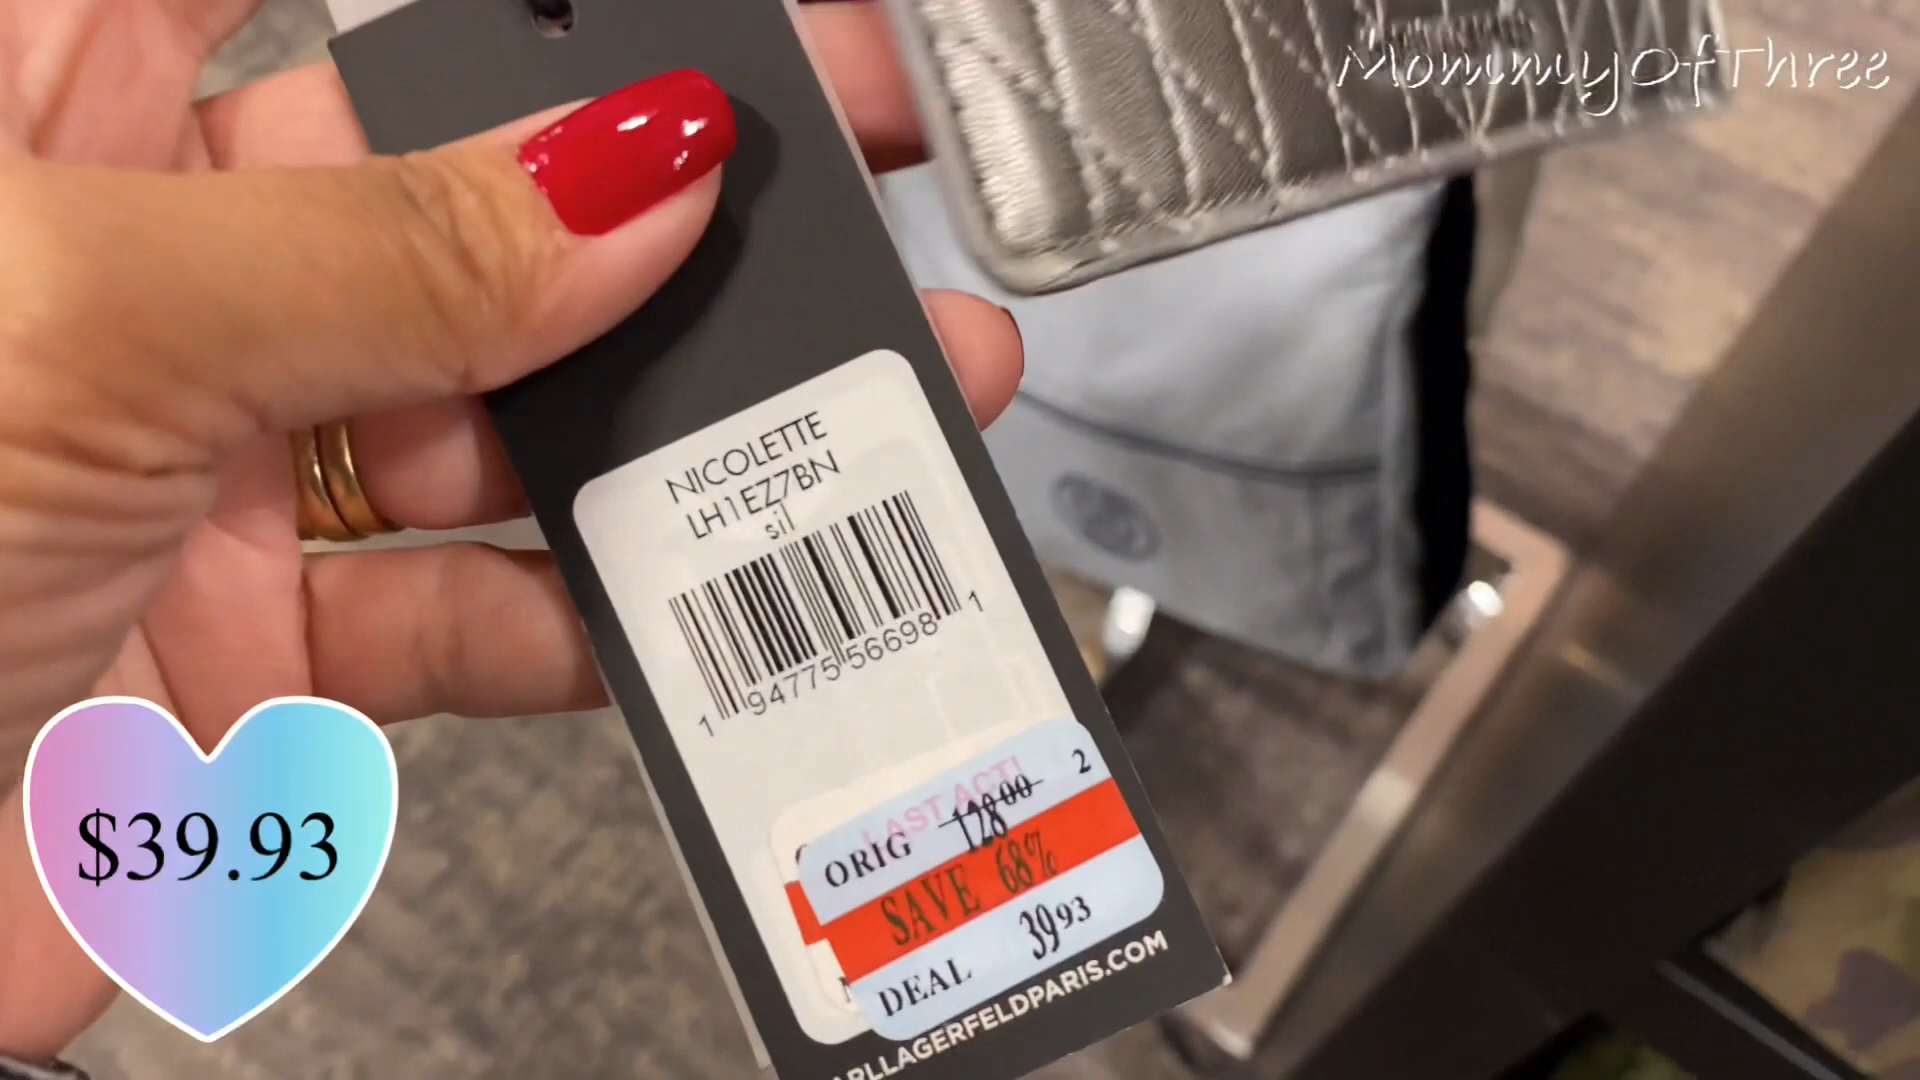 MommyOfThree
NICOLETTE
LH1EZ7BN
sil
1 94775 56698 1
LAST ACT!
ORIG 128.00 2
SAVE 68%
DEAL 39.93
ARLLAGERFELDPARIS.COM
$39.93